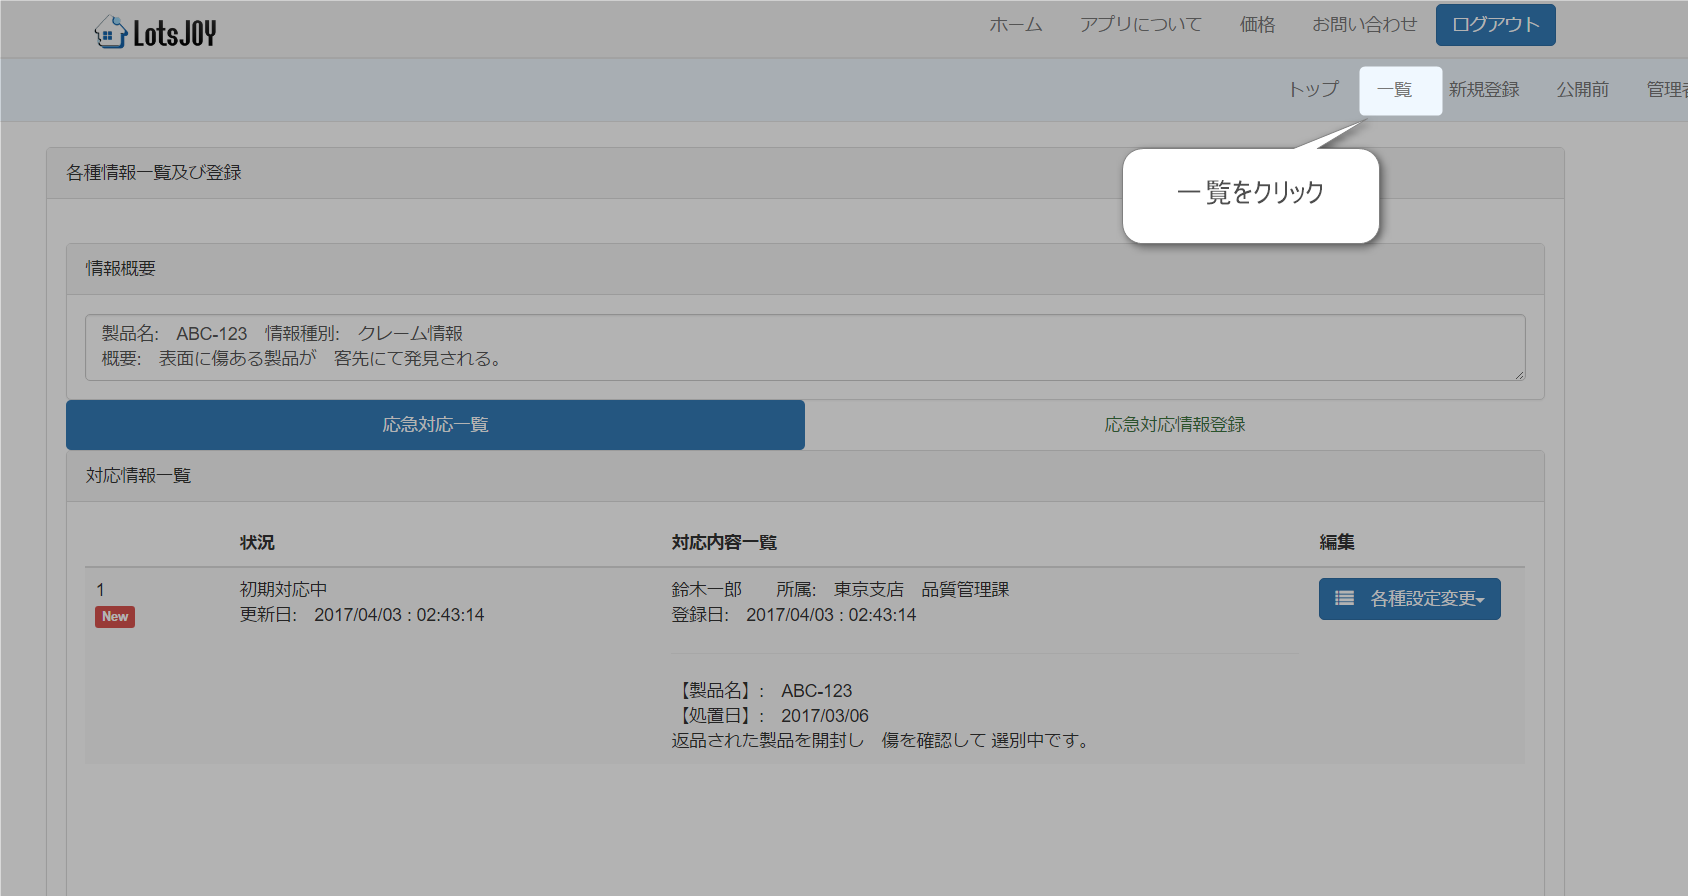 LotsJOY
ホーム アプリについて 価格 お問い合わせ ログアウト
トップ 一覧 新規登録 公開前 管理者
一覧をクリック
各種情報一覧及び登録
情報概要
製品名: ABC-123 情報種別: クレーム情報
概要: 表面に傷ある製品が 客先にて発見される。
応急対応一覧 応急対応情報登録
対応情報一覧
状況 対応内容一覧 編集
1 初期対応中 鈴木一郎 所属: 東京支店 品質管理課 各種設定変更
New 更新日: 2017/04/03 : 02:43:14 登録日: 2017/04/03 : 02:43:14
【製品名】: ABC-123
【処置日】: 2017/03/06
返品された製品を開封し 傷を確認して 選別中です。